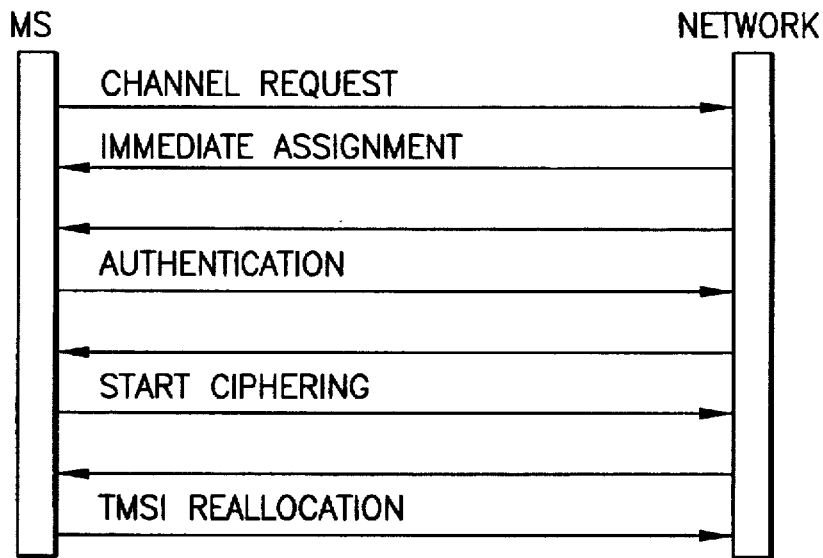 MS
NETWORK
CHANNEL REQUEST
IMMEDIATE ASSIGNMENT
AUTHENTICATION
START CIPHERING
TMSI REALLOCATION